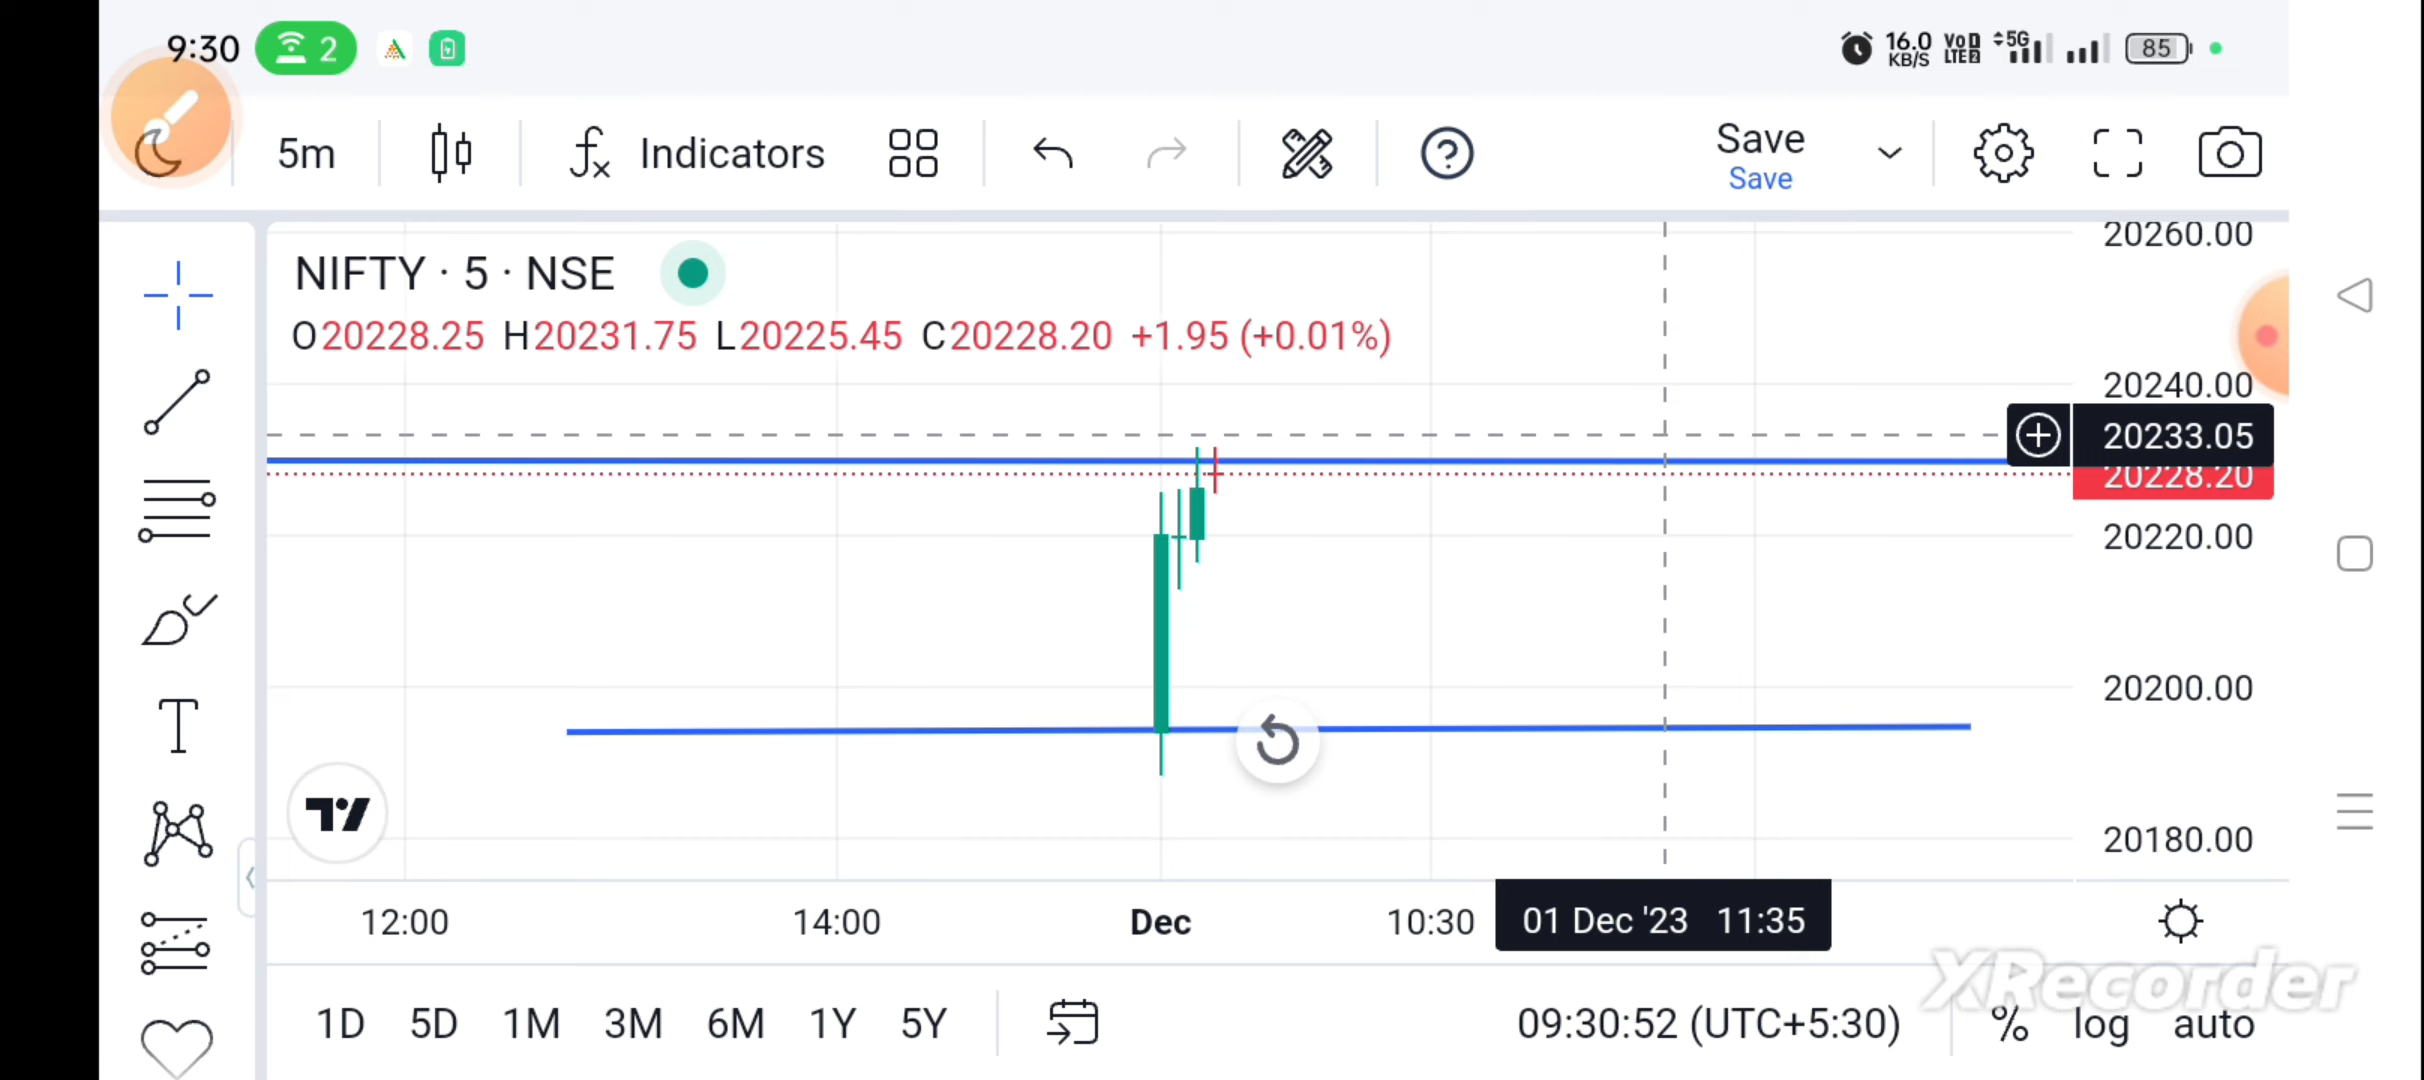 9:30 2 16.0 KB/S VoD LTE2 5G 85
5m Indicators Save
Save
NIFTY · 5 · NSE
O20228.25 H20231.75 L20225.45 C20228.20 +1.95 (+0.01%)
20260.00
20240.00
20233.05
20228.20
20220.00
20200.00
20180.00
12:00 14:00 Dec 10:30 01 Dec '23 11:35
XRecorder
1D 5D 1M 3M 6M 1Y 5Y 09:30:52 (UTC+5:30) % log auto